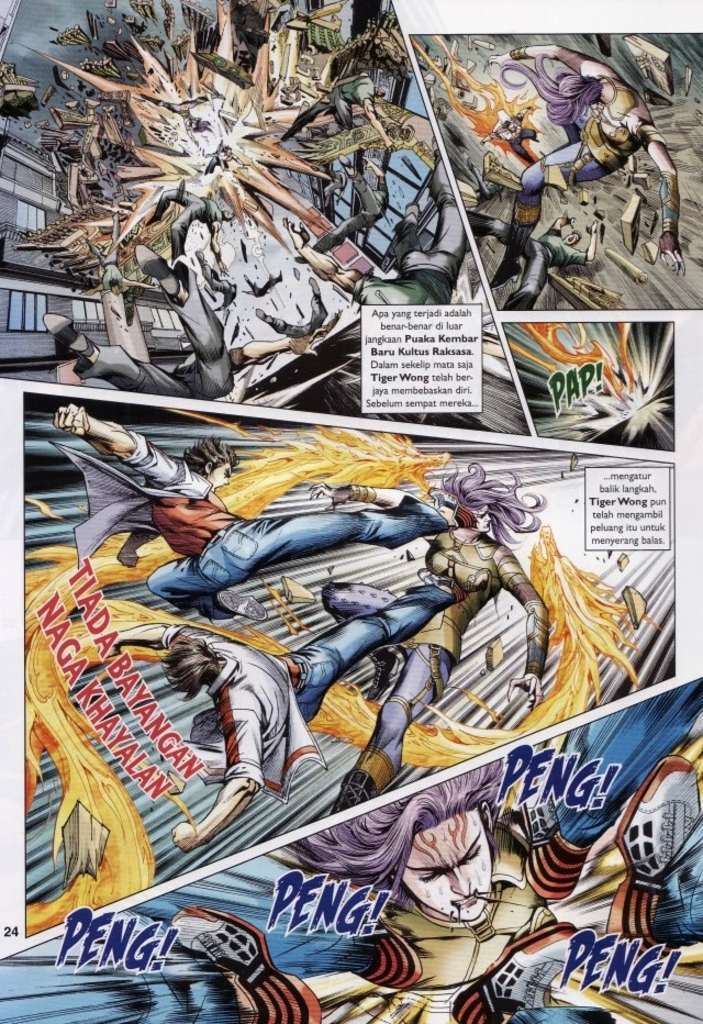 Apa yang terjadi adalah
benar-benar di luar
jangkaan Puaka Kembar
Baru Kultus Raksasa.
Dalam sekelip mata saja
Tiger Wong telah ber-
jaya membebaskan diri.
Sebelum sempat mereka...
PAP!
...mengatur
balik langkah,
Tiger Wong pun
telah mengambil
peluang itu untuk
menyerang balas.
TIADA BAYANGAN
NAGA KHAYALAN
PENG!
PENG!
PENG!
PENG!
24